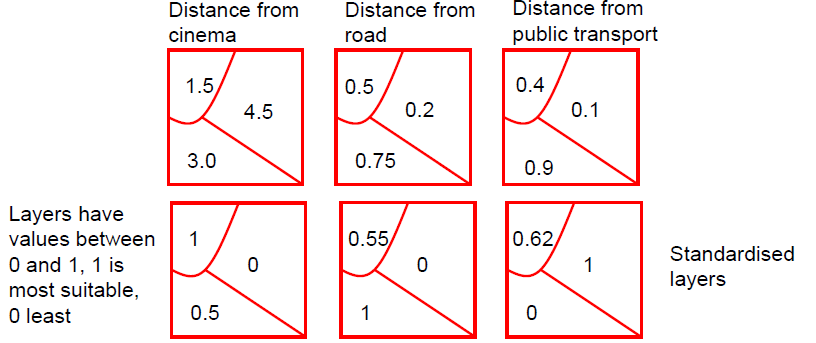 Distance from
cinema
Distance from
road
Distance from
public transport
1.5
4.5
3.0
0.5
0.2
0.75
0.4
0.1
0.9
Layers have
values between
0 and 1, 1 is
most suitable,
0 least
1
0
0.5
0.55
0
1
0.62
1
0
Standardised
layers